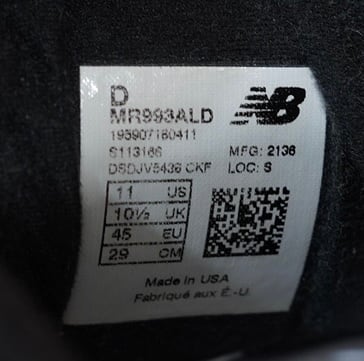 D
MR993ALD
195907180411
S113166 MFG: 2136
DSDJV5436 CKF LOC: S
11 US
10½ UK
45 EU
29 CM
Made in USA
Fabriqué aux É.-U.